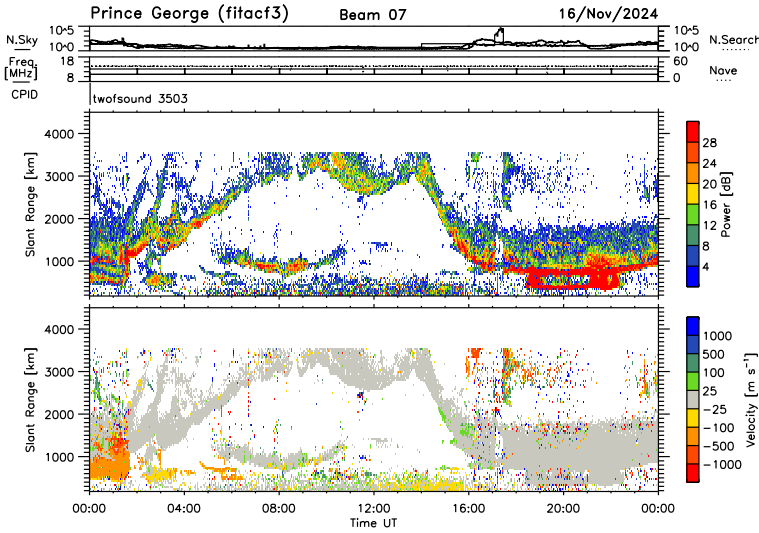 Prince George (fitacf3) Beam 07 16/Nov/2024
N.Sky 10^5 10^0 10^5 10^0 N.Search
Freq. [MHz] 18 8 60 0 Nave
CPID twofsound 3503
Slant Range [km] 4000 3000 2000 1000
Power [dB] 28 24 20 16 12 8 4
Slant Range [km] 4000 3000 2000 1000
Velocity [m s⁻¹] 1000 500 100 25 −25 −100 −500 −1000
00:00 04:00 08:00 12:00 16:00 20:00 00:00
Time UT